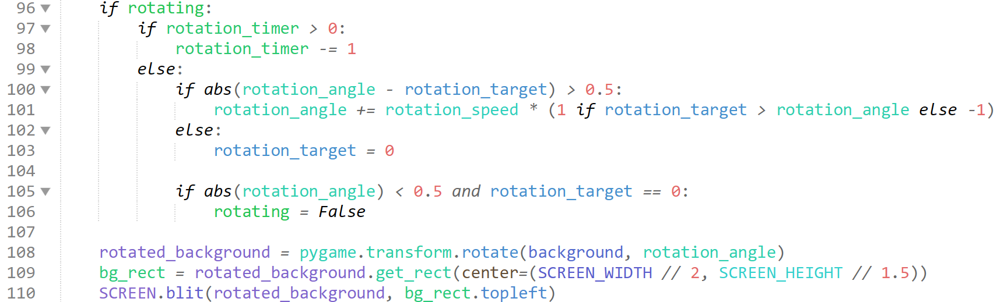 96 ▼ if rotating:
97 ▼ if rotation_timer > 0:
98 rotation_timer -= 1
99 ▼ else:
100 ▼ if abs(rotation_angle - rotation_target) > 0.5:
101 rotation_angle += rotation_speed * (1 if rotation_target > rotation_angle else -1)
102 ▼ else:
103 rotation_target = 0
104
105 ▼ if abs(rotation_angle) < 0.5 and rotation_target == 0:
106 rotating = False
107
108 rotated_background = pygame.transform.rotate(background, rotation_angle)
109 bg_rect = rotated_background.get_rect(center=(SCREEN_WIDTH // 2, SCREEN_HEIGHT // 1.5))
110 SCREEN.blit(rotated_background, bg_rect.topleft)